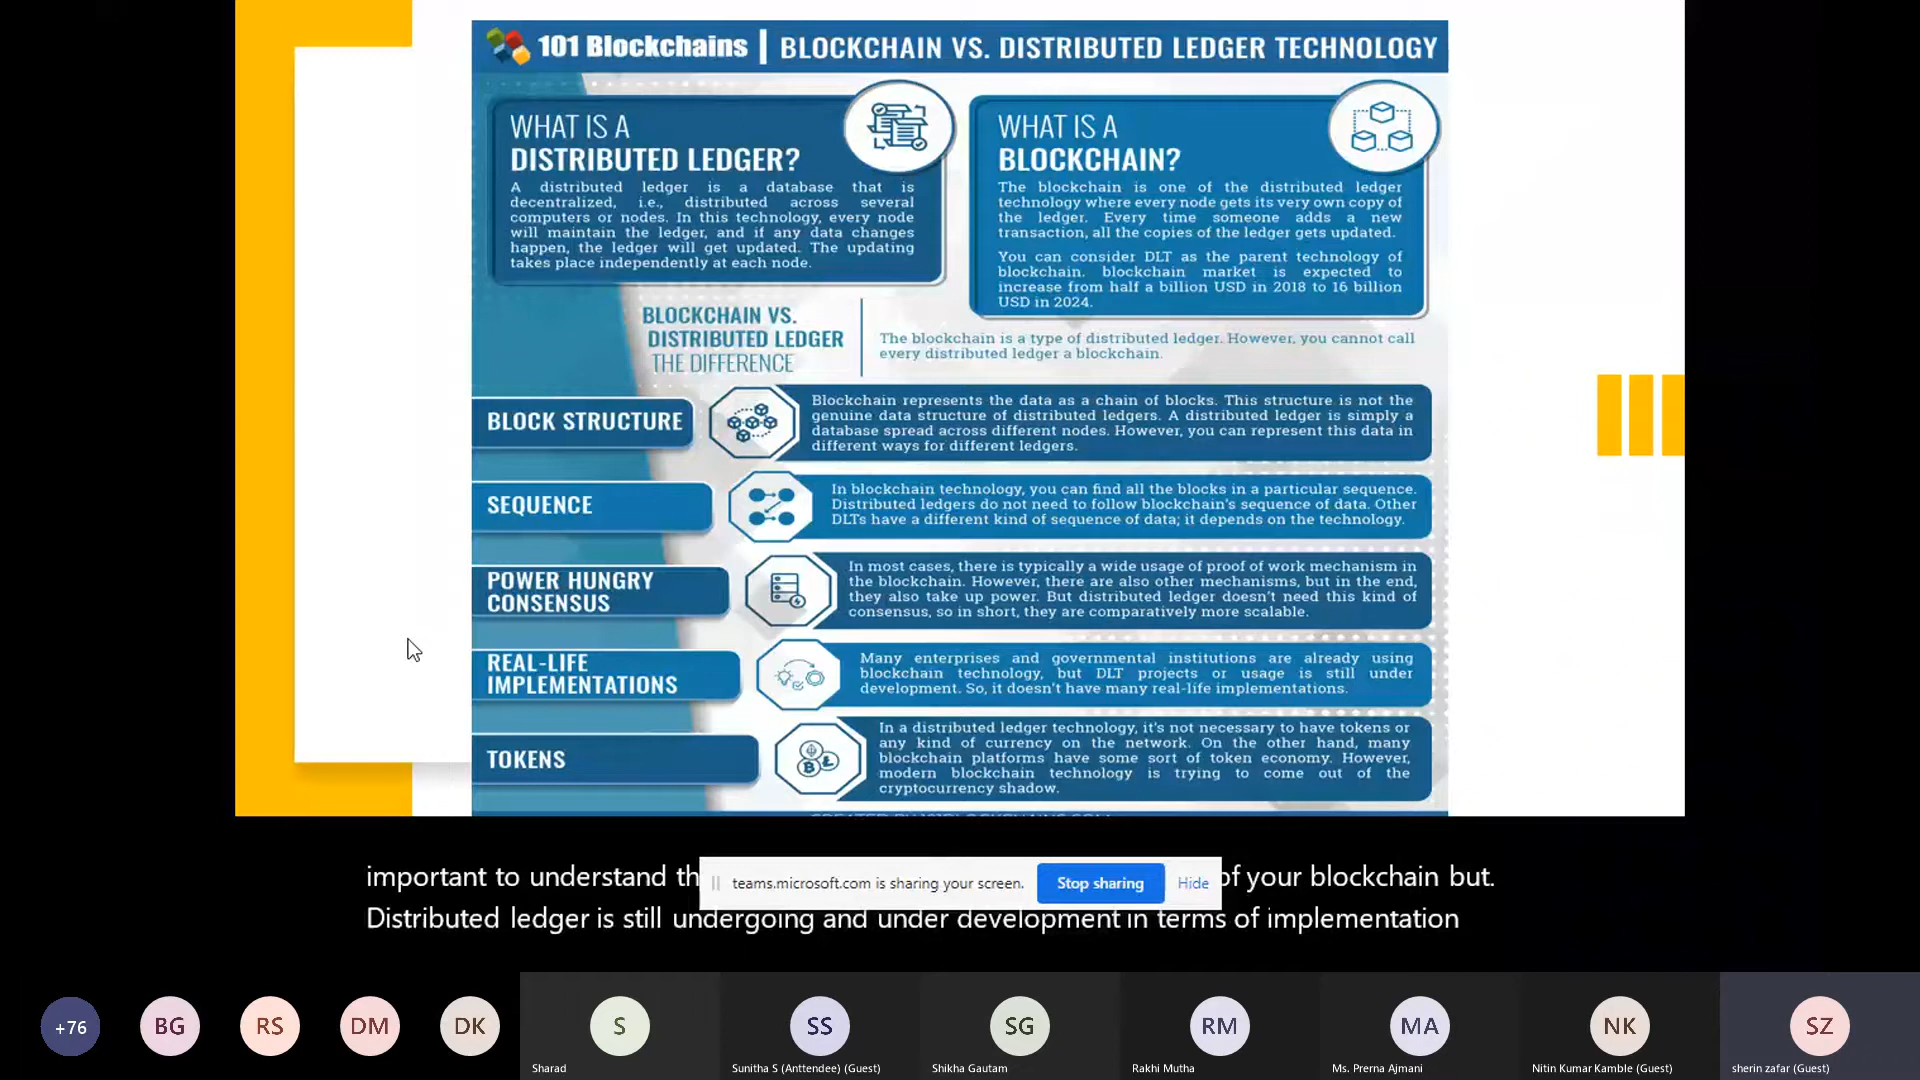 101 Blockchains | BLOCKCHAIN VS. DISTRIBUTED LEDGER TECHNOLOGY
WHAT IS A
DISTRIBUTED LEDGER?
A distributed ledger is a database that is
decentralized, i.e., distributed across several
computers or nodes. In this technology, every node
will maintain the ledger, and if any data changes
happen, the ledger will get updated. The updating
takes place independently at each node.
WHAT IS A
BLOCKCHAIN?
The blockchain is one of the distributed ledger
technology where every node gets its very own copy of
the ledger. Every time someone adds a new
transaction, all the copies of the ledger gets updated.
You can consider DLT as the parent technology of
blockchain. blockchain market is expected to
increase from half a billion USD in 2018 to 16 billion
USD in 2024.
BLOCKCHAIN VS.
DISTRIBUTED LEDGER
THE DIFFERENCE
The blockchain is a type of distributed ledger. However, you cannot call
every distributed ledger a blockchain.
BLOCK STRUCTURE
Blockchain represents the data as a chain of blocks. This structure is not the
genuine data structure of distributed ledgers. A distributed ledger is simply a
database spread across different nodes. However, you can represent this data in
different ways for different ledgers.
SEQUENCE
In blockchain technology, you can find all the blocks in a particular sequence.
Distributed ledgers do not need to follow blockchain's sequence of data. Other
DLTs have a different kind of sequence of data; it depends on the technology.
POWER HUNGRY
CONSENSUS
In most cases, there is typically a wide usage of proof of work mechanism in
the blockchain. However, there are also other mechanisms, but in the end,
they also take up power. But distributed ledger doesn't need this kind of
consensus, so in short, they are comparatively more scalable.
REAL-LIFE
IMPLEMENTATIONS
Many enterprises and governmental institutions are already using
blockchain technology, but DLT projects or usage is still under
development. So, it doesn't have many real-life implementations.
TOKENS
In a distributed ledger technology, it's not necessary to have tokens or
any kind of currency on the network. On the other hand, many
blockchain platforms have some sort of token economy. However,
modern blockchain technology is trying to come out of the
cryptocurrency shadow.
important to understand of your blockchain but.
teams.microsoft.com is sharing your screen. Stop sharing Hide
Distributed ledger is still undergoing and under development in terms of implementation
+76 BG RS DM DK S SS SG RM MA NK SZ
Sharad Sunitha S (Anttendee) (Guest) Shikha Gautam Rakhi Mutha Ms. Prerna Ajmani Nitin Kumar Kamble (Guest) sherin zafar (Guest)